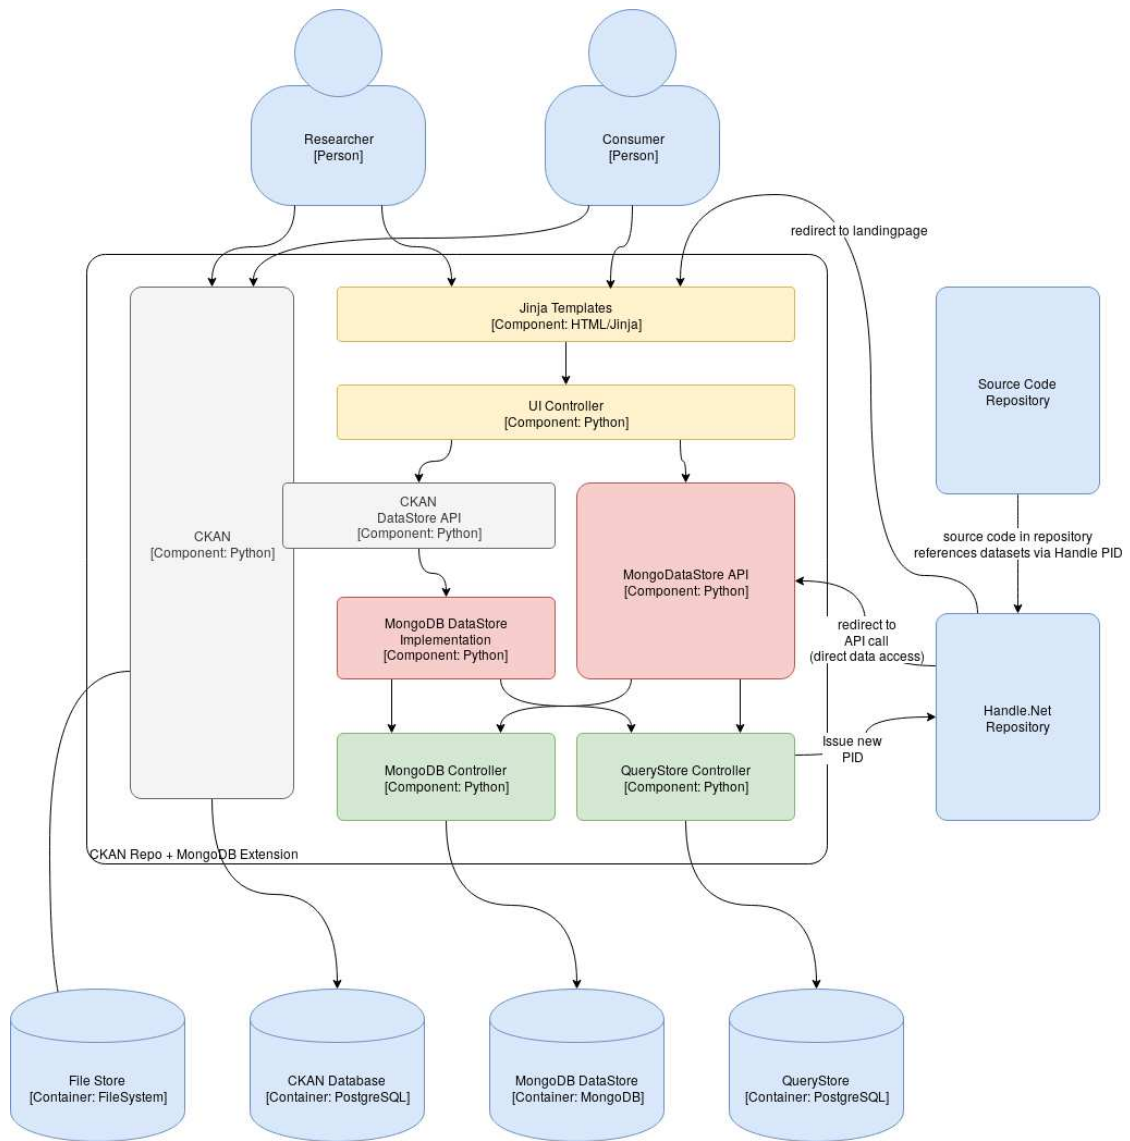 Researcher
[Person]
Consumer
[Person]
redirect to landingpage
Jinja Templates
[Component: HTML/Jinja]
Source Code
Repository
UI Controller
[Component: Python]
CKAN
DataStore API
[Component: Python]
CKAN
[Component: Python]
source code in repository
references datasets via Handle PID
MongoDataStore API
[Component: Python]
MongoDB DataStore
Implementation
[Component: Python]
redirect to
API call
(direct data access)
Handle.Net
Repository
Issue new
PID
MongoDB Controller
[Component: Python]
QueryStore Controller
[Component: Python]
CKAN Repo + MongoDB Extension
File Store
[Container: FileSystem]
CKAN Database
[Container: PostgreSQL]
MongoDB DataStore
[Container: MongoDB]
QueryStore
[Container: PostgreSQL]